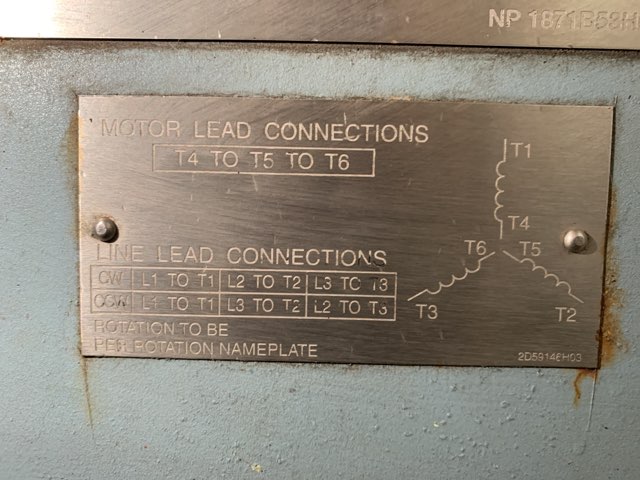 NP 1871B58H
MOTOR LEAD CONNECTIONS
T4 TO T5 TO T6
T1
T4
T6 T5
T3 T2
LINE LEAD CONNECTIONS
CW L1 TO T1 L2 TO T2 L3 TO T3
CCW L1 TO T1 L3 TO T2 L2 TO T3
ROTATION TO BE
PER ROTATION NAMEPLATE
2D59146H03